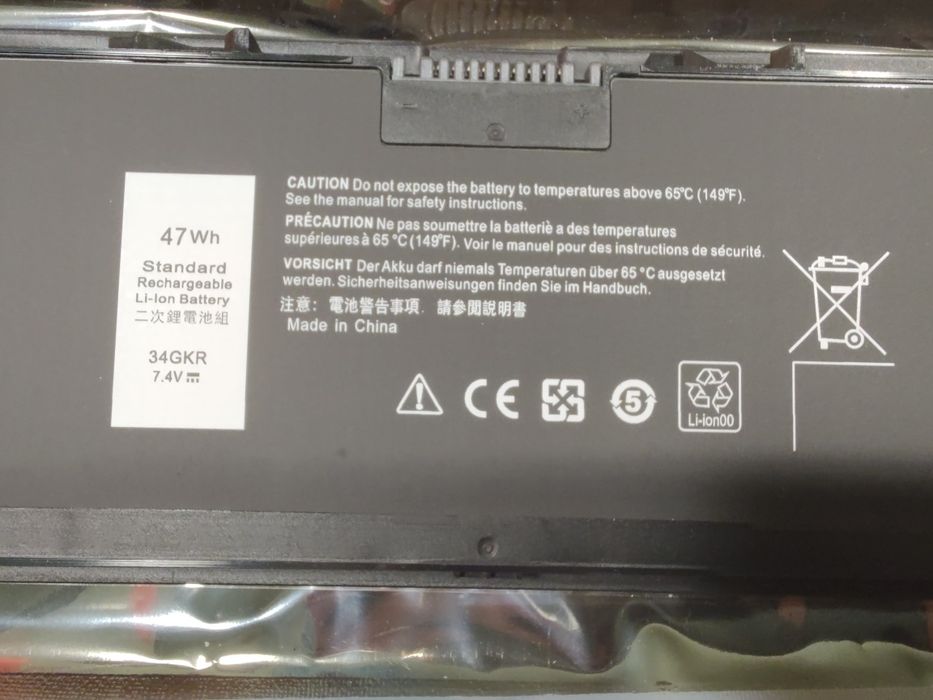 47Wh
Standard
Rechargeable
Li-Ion Battery
二次鋰電池組
34GKR
7.4V
CAUTION Do not expose the battery to temperatures above 65℃ (149℉).
See the manual for safety instructions.
PRÉCAUTION Ne pas soumettre la batteriè a des temperatures
supérieures à 65 ℃ (149℉). Voir le manuel pour des instructions de sécurité.
VORSICHT Der Akku darf niemals Temperaturen über 65 ℃ ausgesetzt
werden. Sicherheitsanweisungen finden Sie im Handbuch.
注意：電池警告事項．請參閲説明書
Made in China
CE
5
Li-ion00